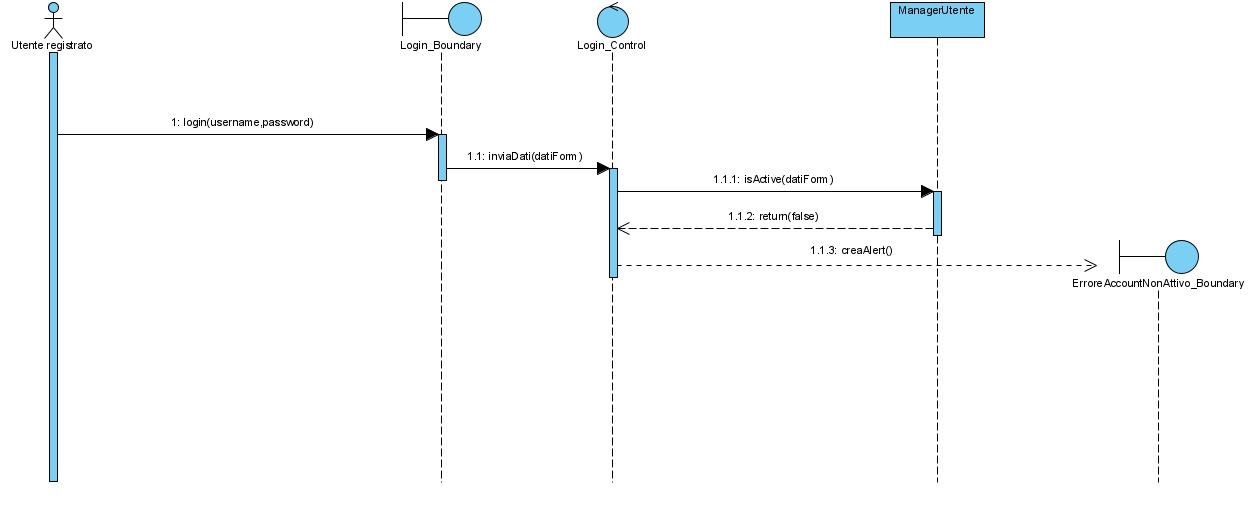 Utente registrato
Login_Boundary
Login_Control
ManagerUtente
1: login(username,password)
1.1: inviaDati(datiForm)
1.1.1: isActive(datiForm)
1.1.2: return(false)
1.1.3: creaAlert()
ErroreAccountNonAttivo_Boundary